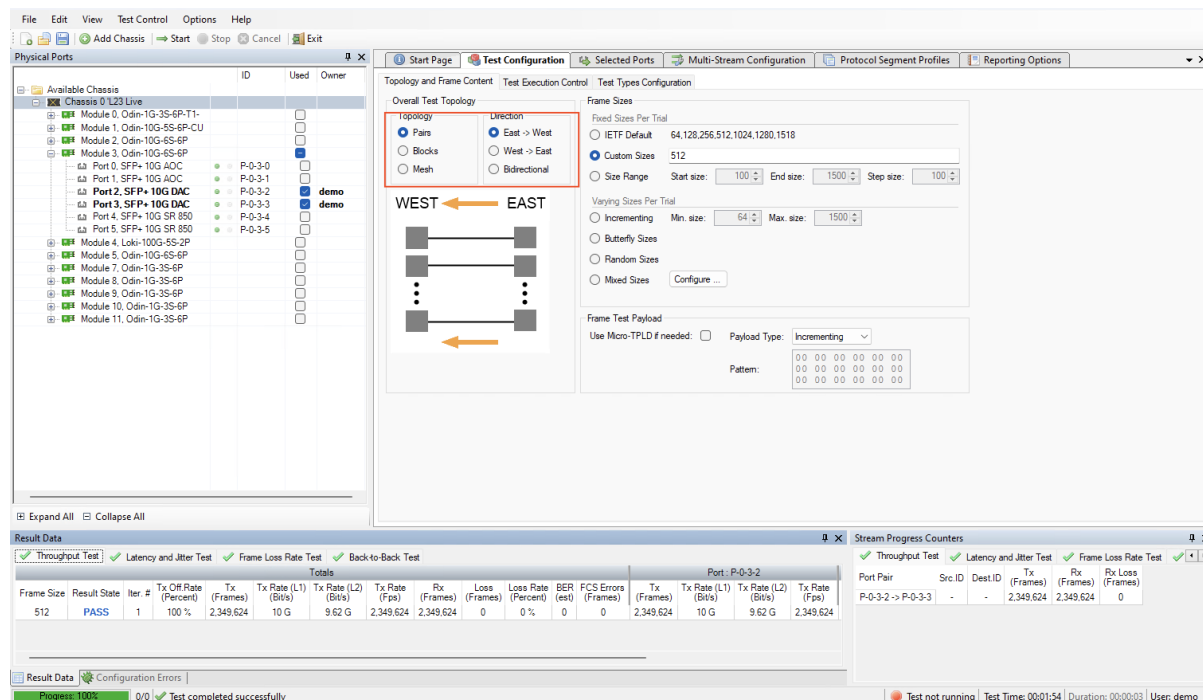 File Edit View Test Control Options Help
Add Chassis Start Stop Cancel Exit
Physical Ports
ID Used Owner
Available Chassis
Chassis 0 'L23 Live
Module 0, Odin-1G-3S-6P-T1-
Module 1, Odin-10G-5S-6P-CU
Module 2, Odin-10G-6S-6P
Module 3, Odin-10G-6S-6P
Port 0, SFP+ 10G AOC P-0-3-0
Port 1, SFP+ 10G AOC P-0-3-1
Port 2, SFP+ 10G DAC P-0-3-2 demo
Port 3, SFP+ 10G DAC P-0-3-3 demo
Port 4, SFP+ 10G SR 850 P-0-3-4
Port 5, SFP+ 10G SR 850 P-0-3-5
Module 4, Loki-100G-5S-2P
Module 5, Odin-10G-6S-6P
Module 7, Odin-1G-3S-6P
Module 8, Odin-1G-3S-6P
Module 9, Odin-1G-3S-6P
Module 10, Odin-1G-3S-6P
Module 11, Odin-1G-3S-6P
Expand All Collapse All
Start Page Test Configuration Selected Ports Multi-Stream Configuration Protocol Segment Profiles Reporting Options
Topology and Frame Content Test Execution Control Test Types Configuration
Overall Test Topology
Topology Direction
Pairs East -> West
Blocks West -> East
Mesh Bidirectional
WEST EAST
Frame Sizes
Fixed Sizes Per Trial
IETF Default 64,128,256,512,1024,1280,1518
Custom Sizes 512
Size Range Start size: 100 End size: 1500 Step size: 100
Varying Sizes Per Trial
Incrementing Min. size: 64 Max. size: 1500
Butterfly Sizes
Random Sizes
Mixed Sizes Configure ...
Frame Test Payload
Use Micro-TPLD if needed: Payload Type: Incrementing
Pattern: 00 00 00 00 00 00
00 00 00 00 00 00
00 00 00 00 00 00
Result Data
Throughput Test Latency and Jitter Test Frame Loss Rate Test Back-to-Back Test
Totals Port : P-0-3-2
Frame Size Result State Iter. # Tx Off.Rate (Percent) Tx (Frames) Tx Rate (L1) (Bit/s) Tx Rate (L2) (Bit/s) Tx Rate (Fps) Rx (Frames) Loss (Frames) Loss Rate (Percent) BER (est) FCS Errors (Frames) Tx (Frames) Tx Rate (L1) (Bit/s) Tx Rate (L2) (Bit/s) Tx Rate (Fps)
512 PASS 1 100 % 2,349,624 10 G 9.62 G 2,349,624 2,349,624 0 0 % 0 0 2,349,624 10 G 9.62 G 2,349,624
Stream Progress Counters
Throughput Test Latency and Jitter Test Frame Loss Rate Test
Port Pair Src.ID Dest.ID Tx (Frames) Rx (Frames) Rx Loss (Frames)
P-0-3-2 -> P-0-3-3 - - 2,349,624 2,349,624 0
Result Data Configuration Errors
Progress: 100% 0/0 Test completed successfully Test not running Test Time: 00:01:54 Duration: 00:00:03 User: demo